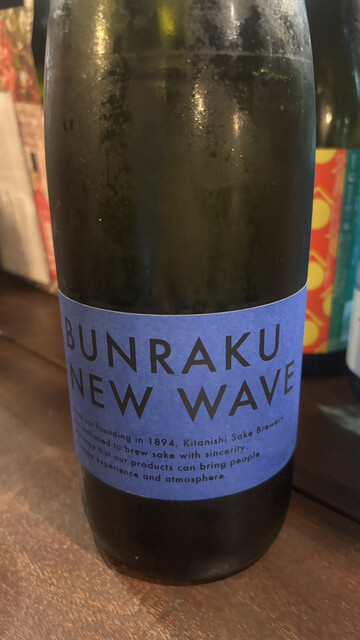 BUNRAKU
NEW WAVE
our founding in 1894, Kitanishi Sake Brewery
to brew sake with sincerity.
that our products can bring people
experience and atmosphere.